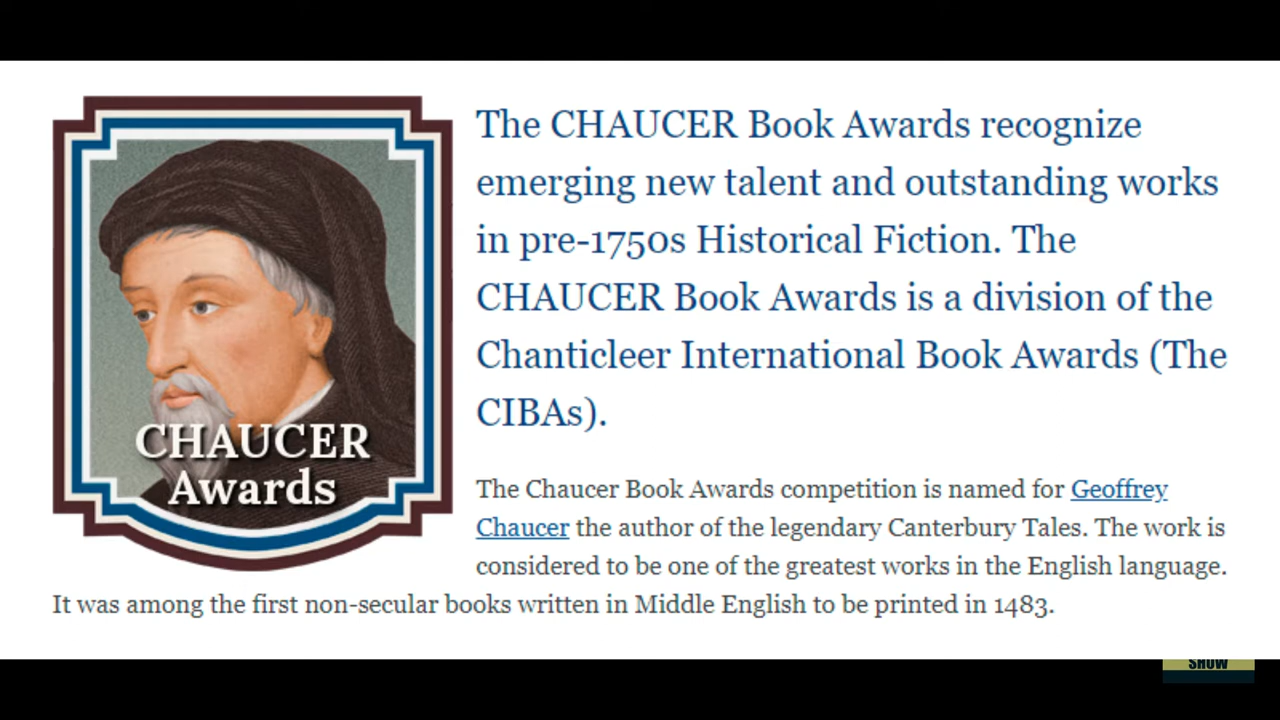 CHAUCER
Awards
The CHAUCER Book Awards recognize
emerging new talent and outstanding works
in pre-1750s Historical Fiction. The
CHAUCER Book Awards is a division of the
Chanticleer International Book Awards (The
CIBAs).
The Chaucer Book Awards competition is named for Geoffrey
Chaucer the author of the legendary Canterbury Tales. The work is
considered to be one of the greatest works in the English language.
It was among the first non-secular books written in Middle English to be printed in 1483.
SHOW